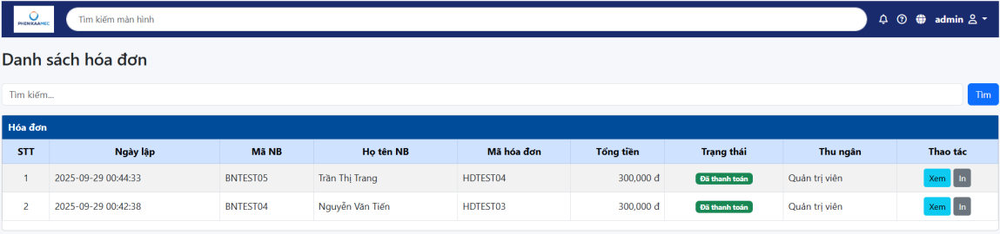 PHENIKAAMEC Tìm kiếm màn hình admin
Danh sách hóa đơn
Tìm kiếm... Tìm
Hóa đơn
STT Ngày lập Mã NB Họ tên NB Mã hóa đơn Tổng tiền Trạng thái Thu ngân Thao tác
1 2025-09-29 00:44:33 BNTEST05 Trần Thị Trang HDTEST04 300,000 đ Đã thanh toán Quản trị viên Xem In
2 2025-09-29 00:42:38 BNTEST04 Nguyễn Văn Tiến HDTEST03 300,000 đ Đã thanh toán Quản trị viên Xem In